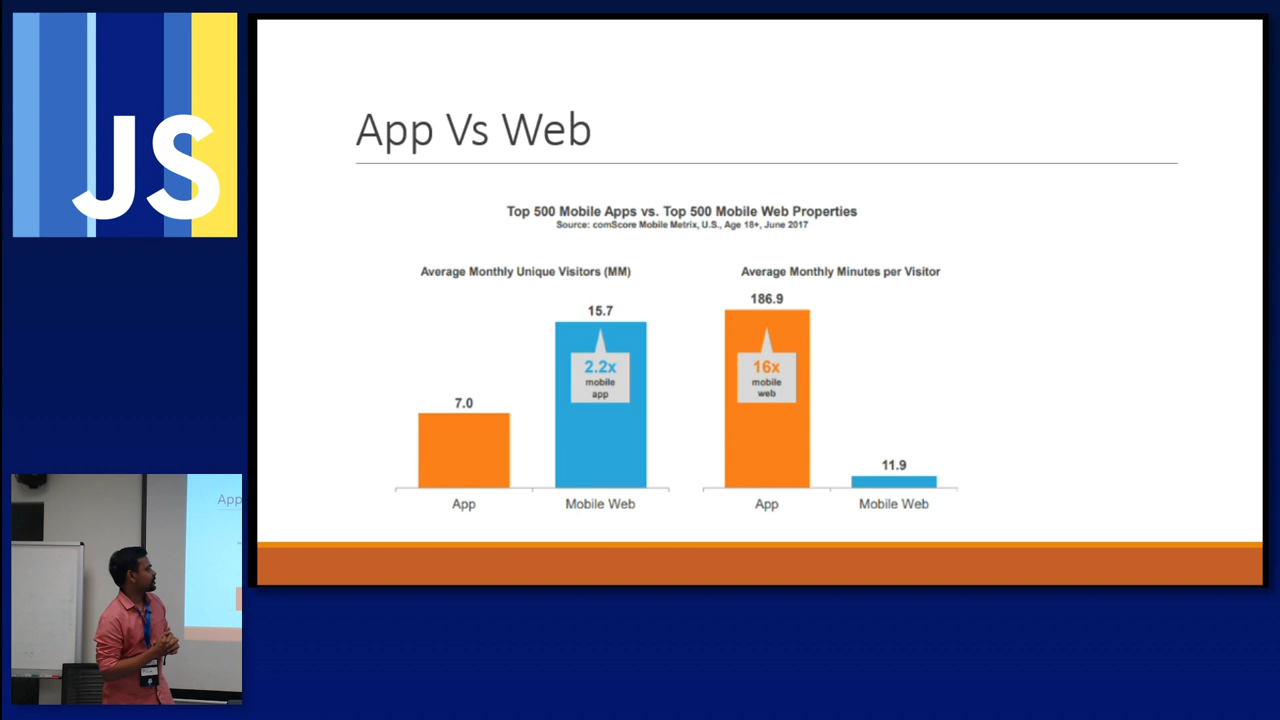 JS
App Vs Web
Top 500 Mobile Apps vs. Top 500 Mobile Web Properties
Source: comScore Mobile Metrix, U.S., Age 18+, June 2017
Average Monthly Unique Visitors (MM)
15.7
2.2x
mobile
app
7.0
App
Mobile Web
Average Monthly Minutes per Visitor
186.9
16x
mobile
web
11.9
App
Mobile Web
App